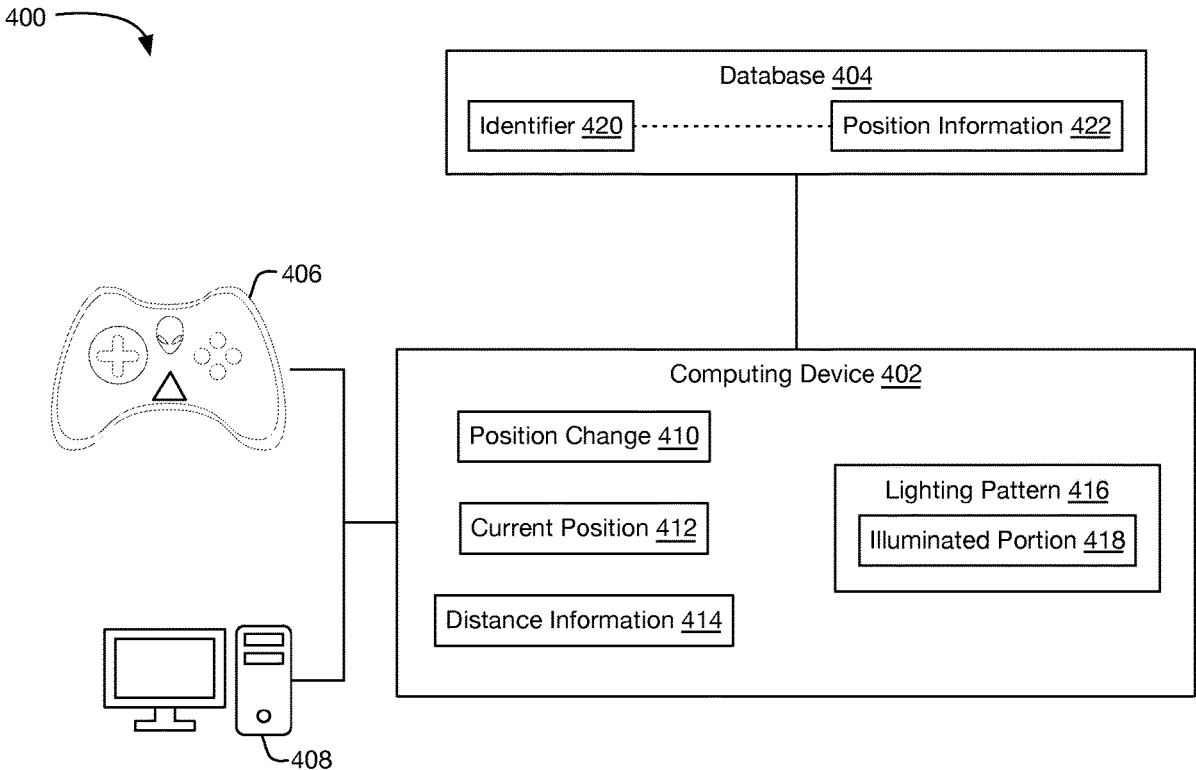 400
Database 404
Identifier 420
Position Information 422
406
Computing Device 402
Position Change 410
Lighting Pattern 416
Current Position 412
Illuminated Portion 418
Distance Information 414
408